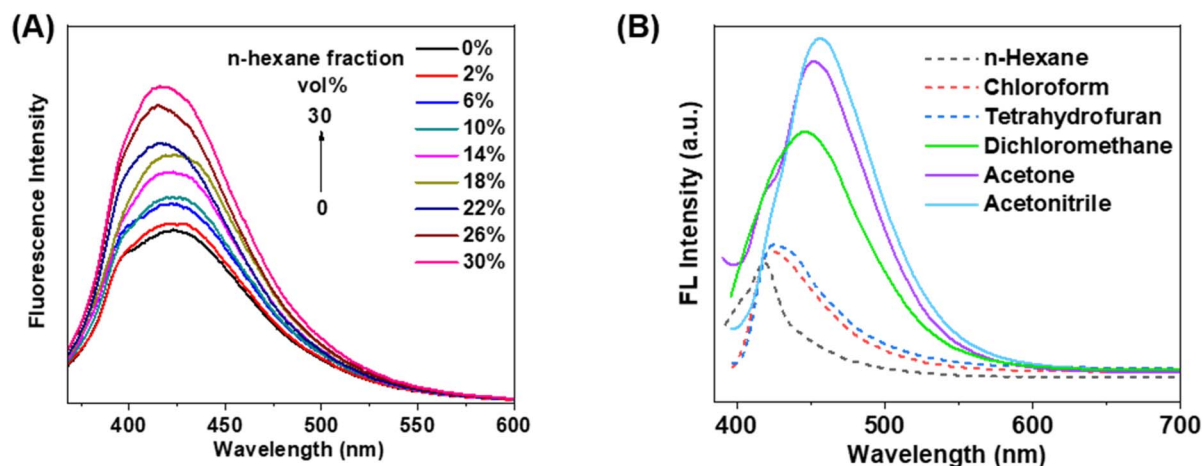 (A)
Fluorescence Intensity
n-hexane fraction
vol%
30
0
0%
2%
6%
10%
14%
18%
22%
26%
30%
400 450 500 550 600
Wavelength (nm)
(B)
FL Intensity (a.u.)
n-Hexane
Chloroform
Tetrahydrofuran
Dichloromethane
Acetone
Acetonitrile
400 500 600 700
Wavelength (nm)